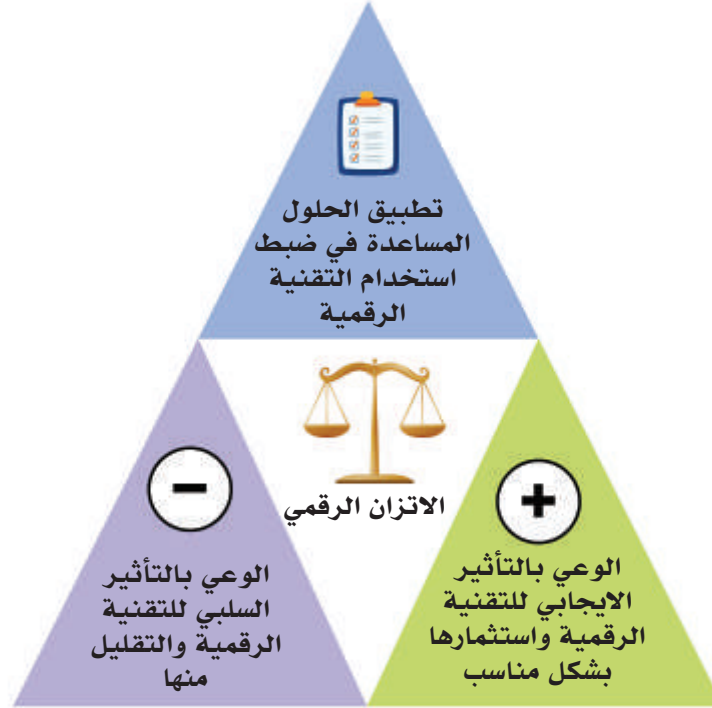 تطبيق الحلول
المساعدة في ضبط
استخدام التقنية
الرقمية
الاتزان الرقمي
الوعي بالتأثير
الايجابي للتقنية
الرقمية واستثمارها
بشكل مناسب
الوعي بالتأثير
السلبي للتقنية
الرقمية والتقليل
منها